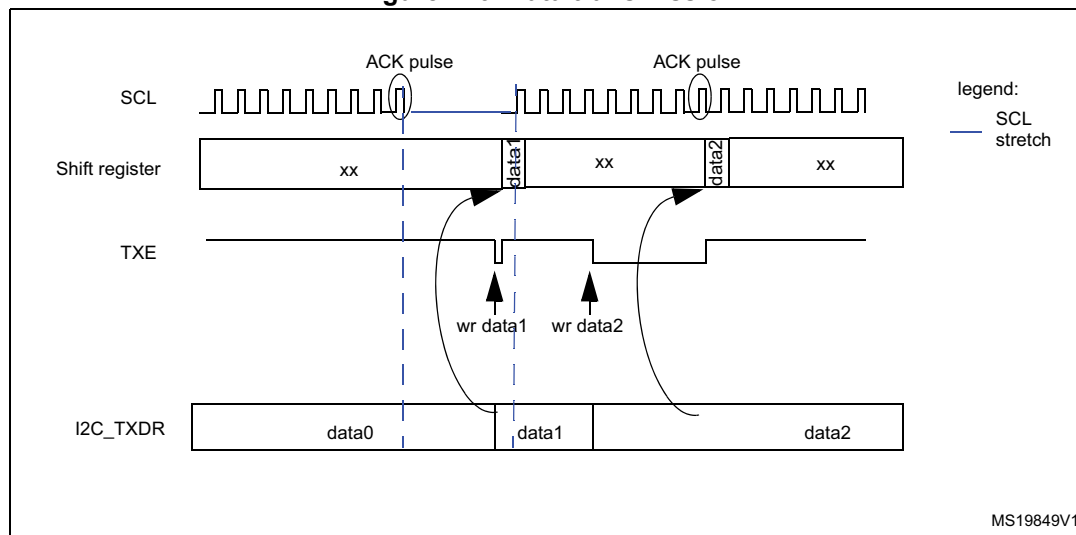 ACK pulse
ACK pulse
SCL
legend:
SCL
stretch
Shift register
xx
data1
xx
data2
xx
TXE
wr data1
wr data2
I2C_TXDR
data0
data1
data2
MS19849V1